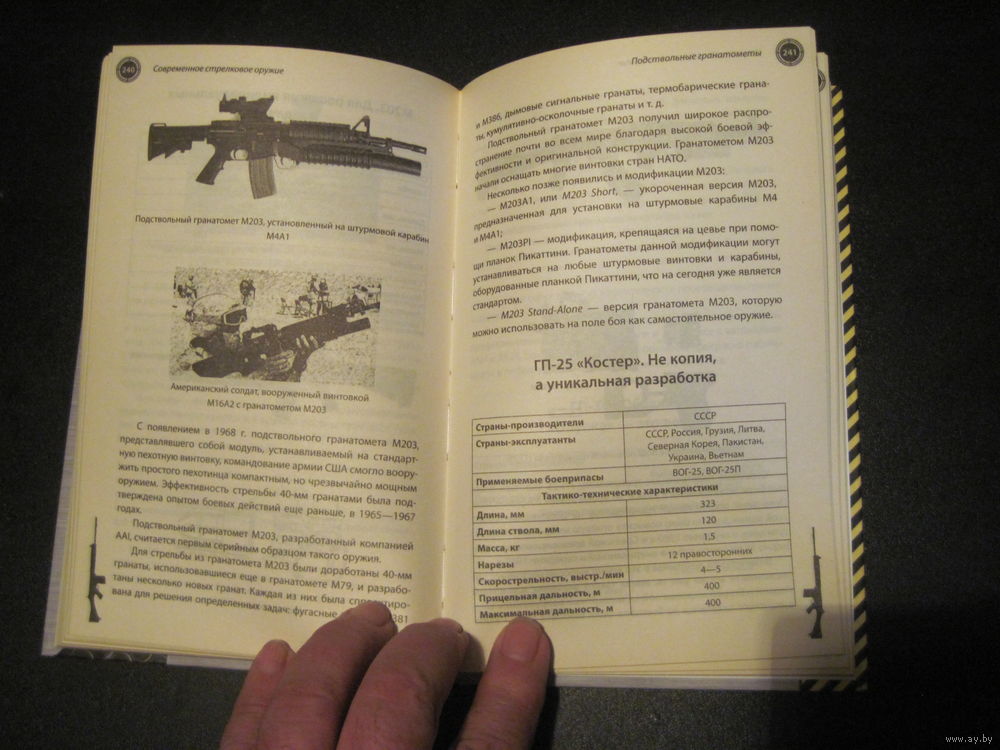 240
Современное стрелковое оружие
Подствольный гранатомет М203, установленный на штурмовой карабин
М4А1
Американский солдат, вооруженный винтовкой
М16А2 с гранатометом М203
С появлением в 1968 г. подствольного гранатомета М203,
представлявшего собой модуль, устанавливаемый на стандарт-
ную пехотную винтовку, командование армии США смогло воору-
жить простого пехотинца компактным, но чрезвычайно мощным
оружием. Эффективность стрельбы 40-мм гранатами была под-
тверждена опытом боевых действий еще раньше, в 1965—1967
годах.
Подствольный гранатомет М203, разработанный компанией
AAI, считается первым серийным образцом такого оружия.
Для стрельбы из гранатомета М203 были доработаны 40-мм
гранаты, использовавшиеся еще в гранатомете М79, и разрабо-
таны несколько новых гранат. Каждая из них была спроектиро-
вана для решения определенных задач: фугасные 381
Подствольные гранатометы
241
и М386, дымовые сигнальные гранаты, термобарические грана-
ты, кумулятивно-осколочные гранаты и т. д.
Подствольный гранатомет М203 получил широкое распро-
странение почти во всем мире благодаря высокой боевой эф-
фективности и оригинальной конструкции. Гранатометом М203
начали оснащать многие винтовки стран НАТО.
Несколько позже появились и модификации М203:
— М203А1, или M203 Short, — укороченная версия М203,
предназначенная для установки на штурмовые карабины М4
и М4А1;
— M203PI — модификация, крепящаяся на цевье при помо-
щи планок Пикаттини. Гранатометы данной модификации могут
устанавливаться на любые штурмовые винтовки и карабины,
оборудованные планкой Пикаттини, что на сегодня уже является
стандартом.
— M203 Stand-Alone — версия гранатомета М203, которую
можно использовать на поле боя как самостоятельное оружие.
ГП-25 «Костер». Не копия,
а уникальная разработка
Страны-производители СССР
Страны-эксплуатанты СССР, Россия, Грузия, Литва,
Северная Корея, Пакистан,
Украина, Вьетнам
Применяемые боеприпасы ВОГ-25, ВОГ-25П
Тактико-технические характеристики
Длина, мм 323
Длина ствола, мм 120
Масса, кг 1,5
Нарезы 12 правосторонних
Скорострельность, выстр./мин 4—5
Прицельная дальность, м 400
Максимальная дальность, м 400
www.ay.by